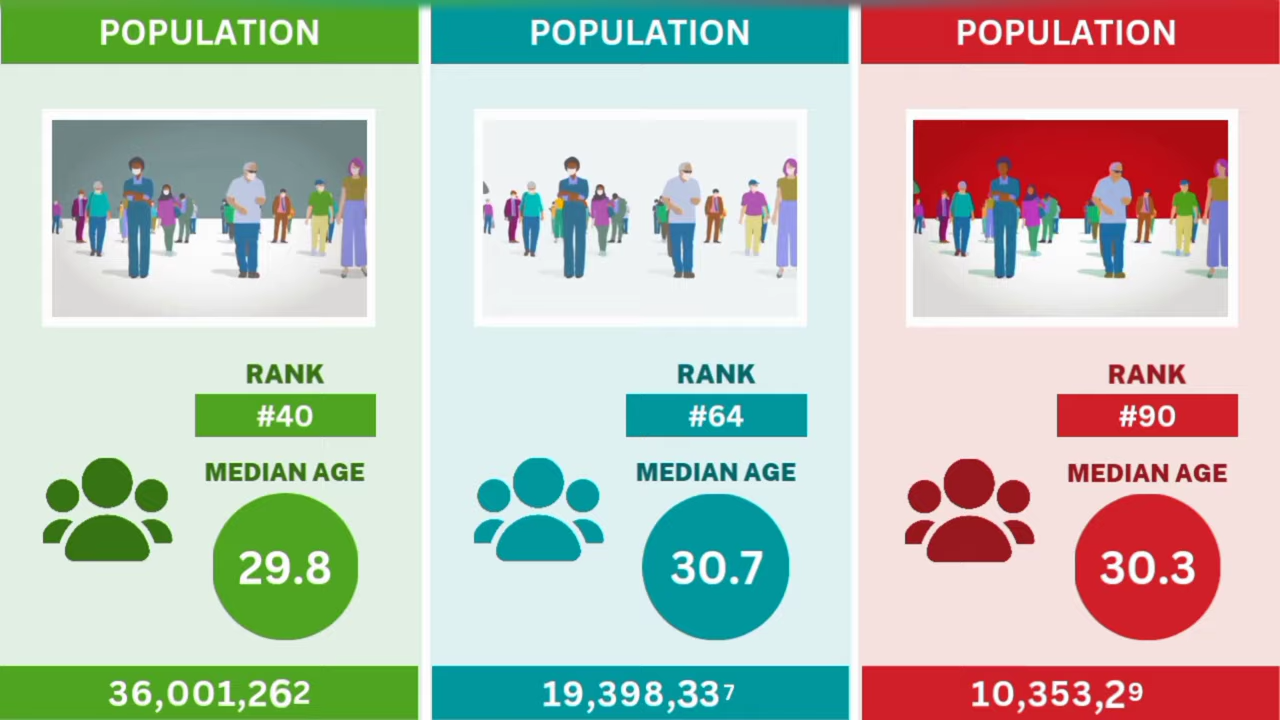 POPULATION
RANK
#40
MEDIAN AGE
29.8
36,001,262
POPULATION
RANK
#64
MEDIAN AGE
30.7
19,398,337
POPULATION
RANK
#90
MEDIAN AGE
30.3
10,353,29